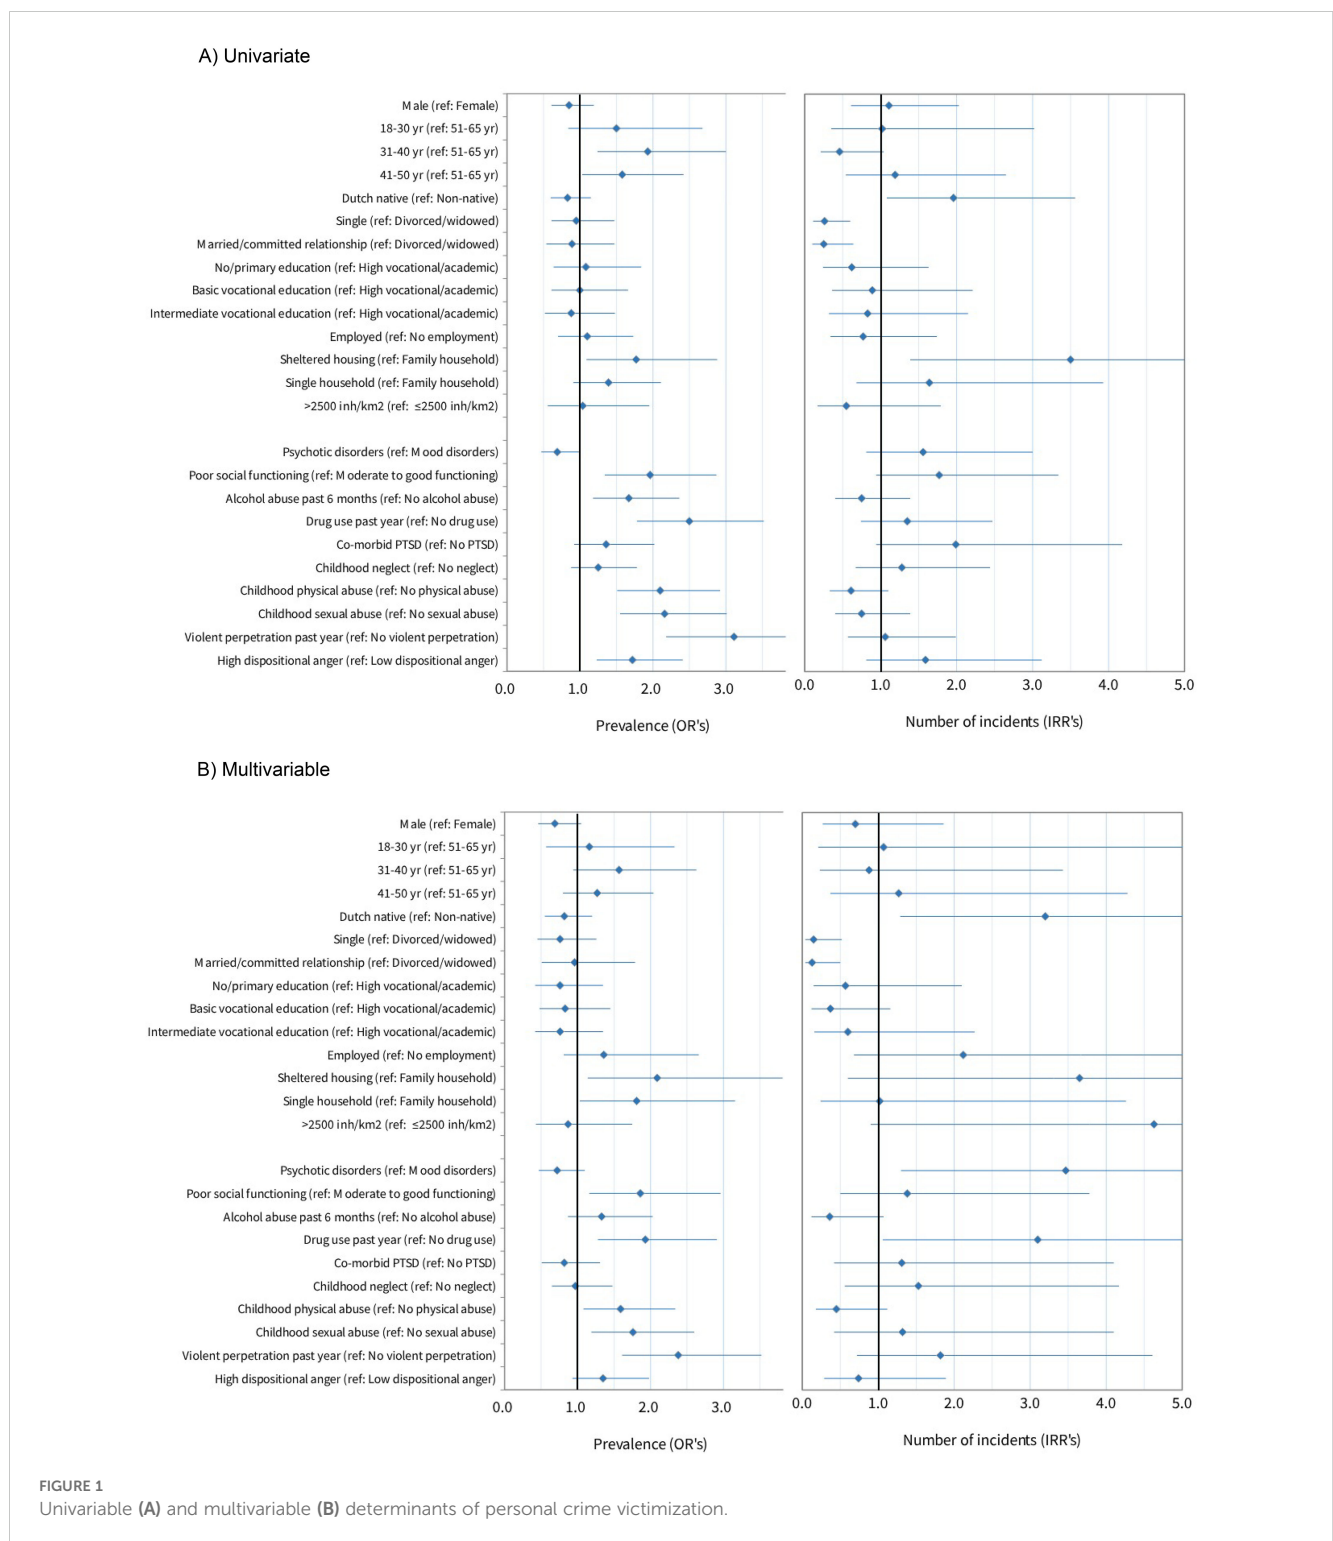 A) Univariate
Male (ref: Female)
18-30 yr (ref: 51-65 yr)
31-40 yr (ref: 51-65 yr)
41-50 yr (ref: 51-65 yr)
Dutch native (ref: Non-native)
Single (ref: Divorced/widowed)
Married/committed relationship (ref: Divorced/widowed)
No/primary education (ref: High vocational/academic)
Basic vocational education (ref: High vocational/academic)
Intermediate vocational education (ref: High vocational/academic)
Employed (ref: No employment)
Sheltered housing (ref: Family household)
Single household (ref: Family household)
>2500 inh/km2 (ref: ≤2500 inh/km2)
Psychotic disorders (ref: Mood disorders)
Poor social functioning (ref: Moderate to good functioning)
Alcohol abuse past 6 months (ref: No alcohol abuse)
Drug use past year (ref: No drug use)
Co-morbid PTSD (ref: No PTSD)
Childhood neglect (ref: No neglect)
Childhood physical abuse (ref: No physical abuse)
Childhood sexual abuse (ref: No sexual abuse)
Violent perpetration past year (ref: No violent perpetration)
High dispositional anger (ref: Low dispositional anger)
0.0 1.0 2.0 3.0 0.0 1.0 2.0 3.0 4.0 5.0
Prevalence (OR's) Number of incidents (IRR's)
B) Multivariable
Male (ref: Female)
18-30 yr (ref: 51-65 yr)
31-40 yr (ref: 51-65 yr)
41-50 yr (ref: 51-65 yr)
Dutch native (ref: Non-native)
Single (ref: Divorced/widowed)
Married/committed relationship (ref: Divorced/widowed)
No/primary education (ref: High vocational/academic)
Basic vocational education (ref: High vocational/academic)
Intermediate vocational education (ref: High vocational/academic)
Employed (ref: No employment)
Sheltered housing (ref: Family household)
Single household (ref: Family household)
>2500 inh/km2 (ref: ≤2500 inh/km2)
Psychotic disorders (ref: Mood disorders)
Poor social functioning (ref: Moderate to good functioning)
Alcohol abuse past 6 months (ref: No alcohol abuse)
Drug use past year (ref: No drug use)
Co-morbid PTSD (ref: No PTSD)
Childhood neglect (ref: No neglect)
Childhood physical abuse (ref: No physical abuse)
Childhood sexual abuse (ref: No sexual abuse)
Violent perpetration past year (ref: No violent perpetration)
High dispositional anger (ref: Low dispositional anger)
0.0 1.0 2.0 3.0 0.0 1.0 2.0 3.0 4.0 5.0
Prevalence (OR's) Number of incidents (IRR's)
FIGURE 1
Univariable (A) and multivariable (B) determinants of personal crime victimization.